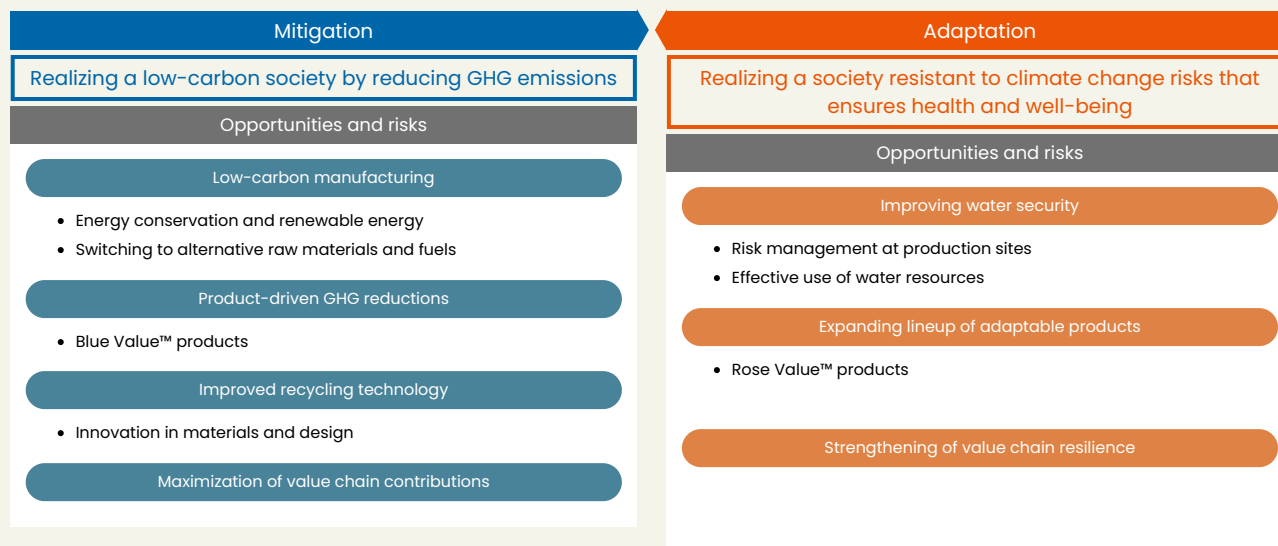 Mitigation
Realizing a low-carbon society by reducing GHG emissions
Opportunities and risks
Low-carbon manufacturing
• Energy conservation and renewable energy
• Switching to alternative raw materials and fuels
Product-driven GHG reductions
• Blue Value™ products
Improved recycling technology
• Innovation in materials and design
Maximization of value chain contributions
Adaptation
Realizing a society resistant to climate change risks that
ensures health and well-being
Opportunities and risks
Improving water security
• Risk management at production sites
• Effective use of water resources
Expanding lineup of adaptable products
• Rose Value™ products
Strengthening of value chain resilience